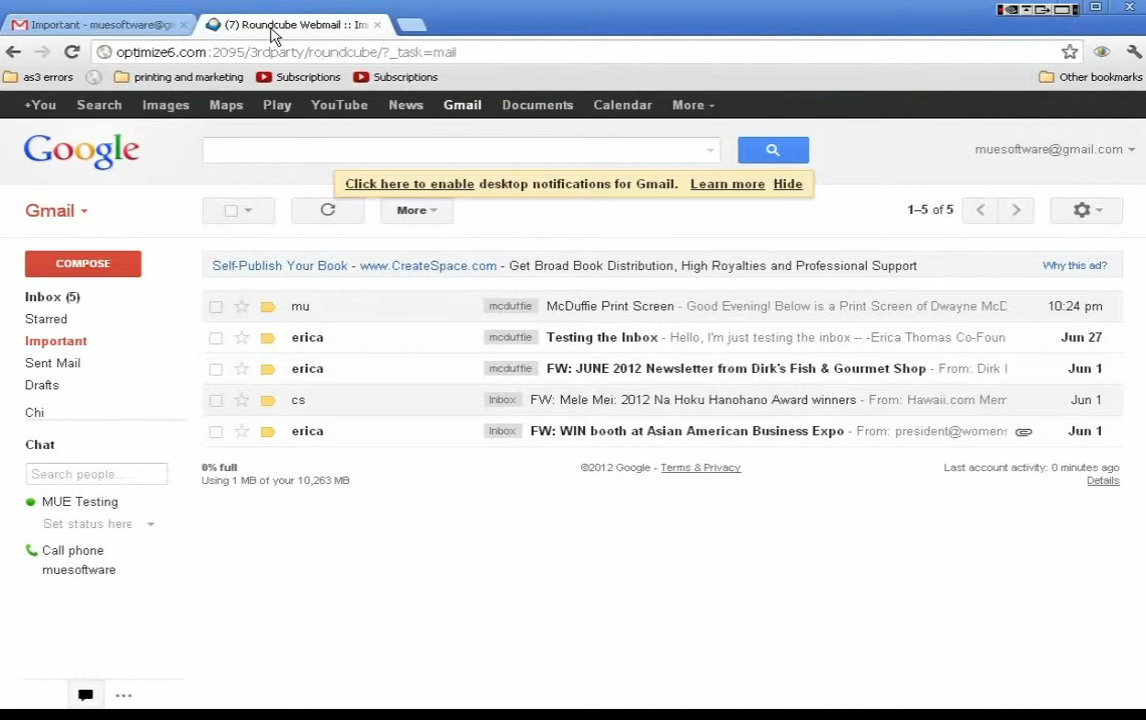 Important - muesoftware@g
(7) Roundcube Webmail :: Im
optimize6.com:2095/3rdparty/roundcube/?_task=mail
as3 errors
printing and marketing
Subscriptions
Subscriptions
Other bookmarks
+You Search Images Maps Play YouTube News Gmail Documents Calendar More
Google
muesoftware@gmail.com
Click here to enable desktop notifications for Gmail. Learn more Hide
Gmail
More
1–5 of 5
COMPOSE
Self-Publish Your Book - www.CreateSpace.com - Get Broad Book Distribution, High Royalties and Professional Support
Why this ad?
Inbox (5)
Starred
Important
Sent Mail
Drafts
Chi
mu mcduffie McDuffie Print Screen - Good Evening! Below is a Print Screen of Dwayne McD 10:24 pm
erica mcduffie Testing the Inbox - Hello, I'm just testing the inbox -- -Erica Thomas Co-Foun Jun 27
erica mcduffie FW: JUNE 2012 Newsletter from Dirk's Fish & Gourmet Shop - From: Dirk Jun 1
cs Inbox FW: Mele Mei: 2012 Na Hoku Hanohano Award winners - From: Hawaii.com Mem Jun 1
erica Inbox FW: WIN booth at Asian American Business Expo - From: president@womens Jun 1
Chat
Search people...
MUE Testing
Set status here
Call phone
muesoftware
0% full
Using 1 MB of your 10,263 MB
©2012 Google - Terms & Privacy
Last account activity: 0 minutes ago
Details